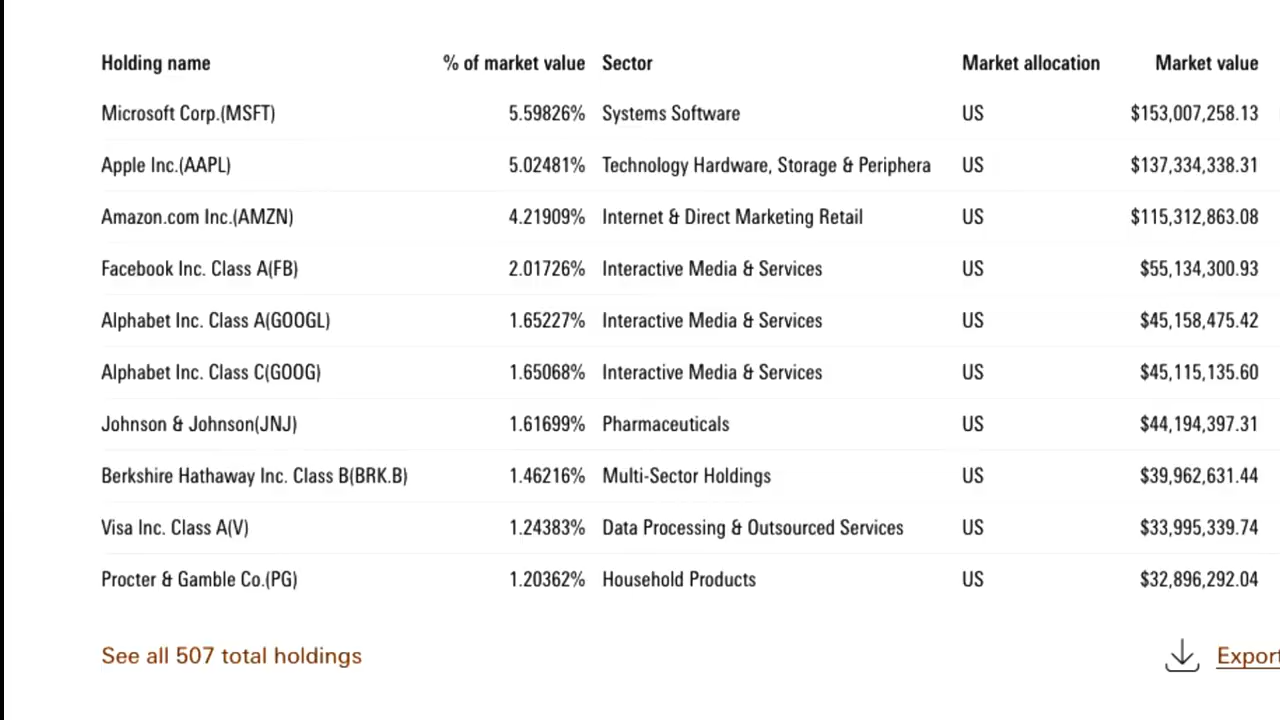 Holding name % of market value Sector Market allocation Market value
Microsoft Corp.(MSFT) 5.59826% Systems Software US $153,007,258.13
Apple Inc.(AAPL) 5.02481% Technology Hardware, Storage & Periphera US $137,334,338.31
Amazon.com Inc.(AMZN) 4.21909% Internet & Direct Marketing Retail US $115,312,863.08
Facebook Inc. Class A(FB) 2.01726% Interactive Media & Services US $55,134,300.93
Alphabet Inc. Class A(GOOGL) 1.65227% Interactive Media & Services US $45,158,475.42
Alphabet Inc. Class C(GOOG) 1.65068% Interactive Media & Services US $45,115,135.60
Johnson & Johnson(JNJ) 1.61699% Pharmaceuticals US $44,194,397.31
Berkshire Hathaway Inc. Class B(BRK.B) 1.46216% Multi-Sector Holdings US $39,962,631.44
Visa Inc. Class A(V) 1.24383% Data Processing & Outsourced Services US $33,995,339.74
Procter & Gamble Co.(PG) 1.20362% Household Products US $32,896,292.04
See all 507 total holdings Export